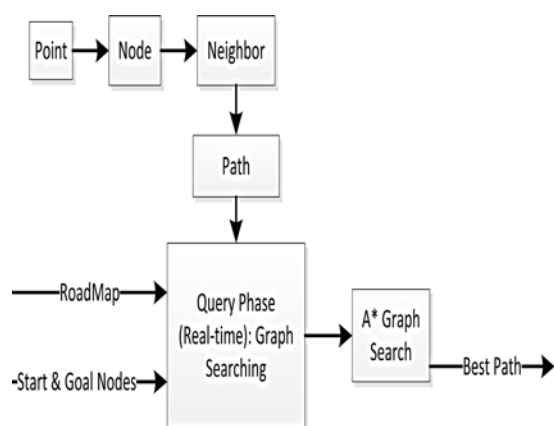 Point
Node
Neighbor
Path
RoadMap
Query Phase
(Real-time): Graph
Searching
Start & Goal Nodes
A* Graph
Search
Best Path